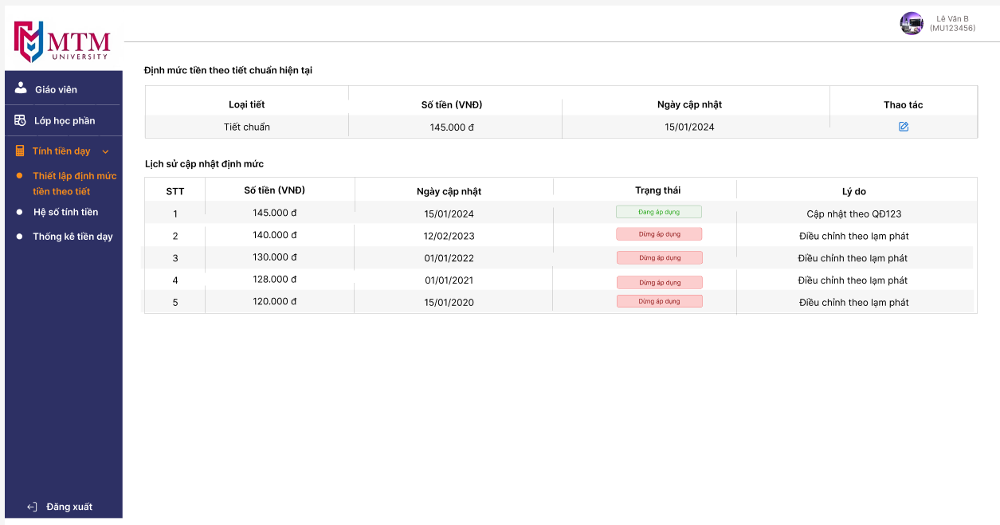 MTM
UNIVERSITY
Lê Văn B
(MU123456)
Giáo viên
Lớp học phần
Tính tiền dạy
Thiết lập định mức
tiền theo tiết
Hệ số tính tiền
Thống kê tiền dạy
Đăng xuất
Định mức tiền theo tiết chuẩn hiện tại
Loại tiết Số tiền (VNĐ) Ngày cập nhật Thao tác
Tiết chuẩn 145.000 đ 15/01/2024
Lịch sử cập nhật định mức
STT Số tiền (VNĐ) Ngày cập nhật Trạng thái Lý do
1 145.000 đ 15/01/2024 Đang áp dụng Cập nhật theo QĐ123
2 140.000 đ 12/02/2023 Dừng áp dụng Điều chỉnh theo lạm phát
3 130.000 đ 01/01/2022 Dừng áp dụng Điều chỉnh theo lạm phát
4 128.000 đ 01/01/2021 Dừng áp dụng Điều chỉnh theo lạm phát
5 120.000 đ 15/01/2020 Dừng áp dụng Điều chỉnh theo lạm phát